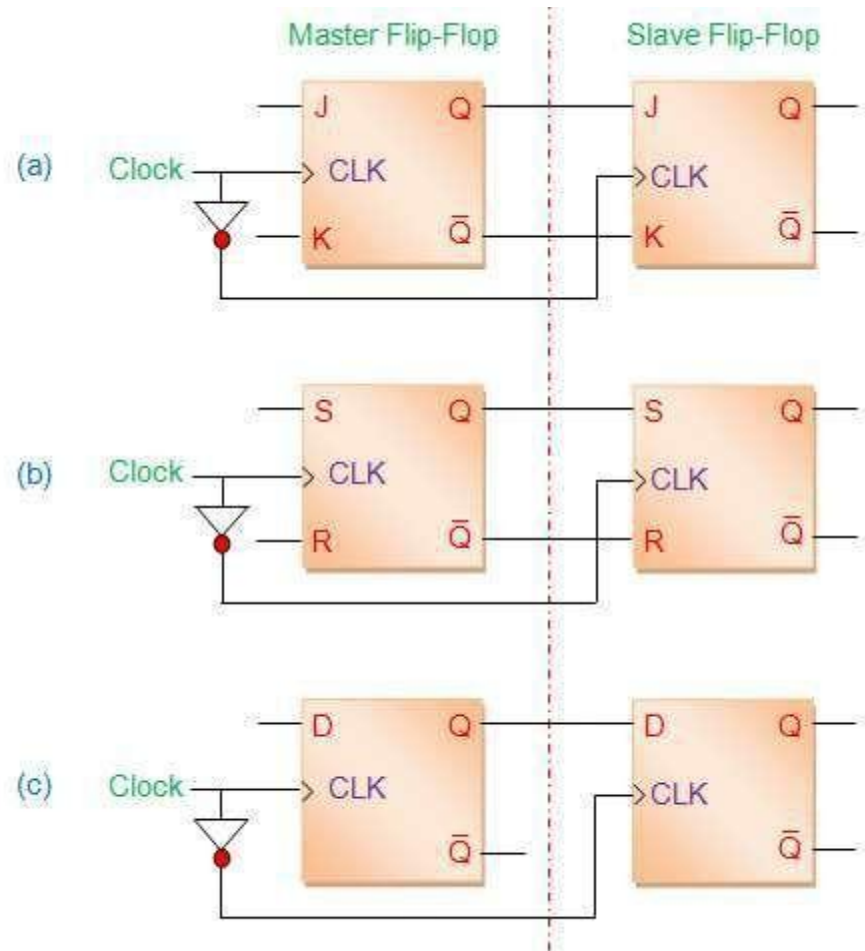 Master Flip-Flop Slave Flip-Flop
J Q J Q
(a) Clock CLK CLK
K Q̅ K Q̅
S Q S Q
(b) Clock CLK CLK
R Q̅ R Q̅
D Q D Q
(c) Clock CLK CLK
Q̅ Q̅